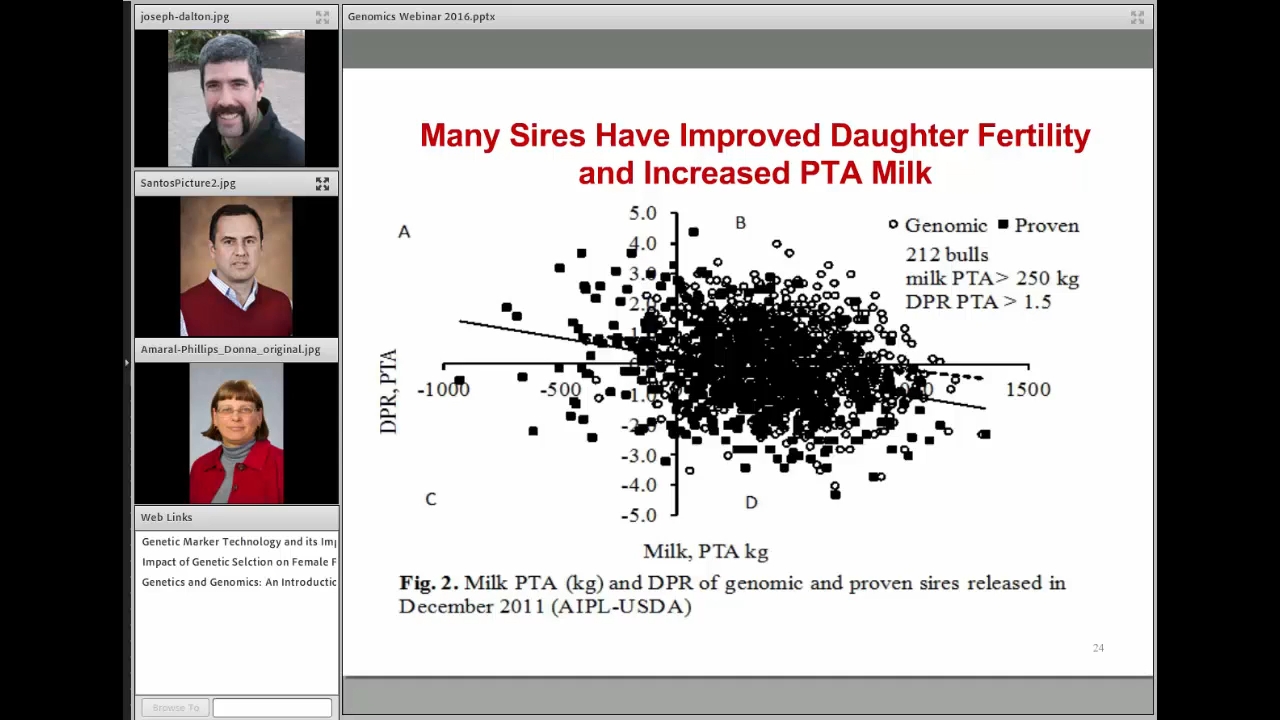 joseph-dalton.jpg
SantosPicture2.jpg
Amaral-Phillips_Donna_original.jpg
Web Links
Genetic Marker Technology and its Imp
Impact of Genetic Selction on Female F
Genetics and Genomics: An Introductic
Browse To
Genomics Webinar 2016.pptx
Many Sires Have Improved Daughter Fertility
and Increased PTA Milk
A
B
Genomic
Proven
212 bulls
milk PTA> 250 kg
DPR PTA > 1.5
5.0
4.0
3.0
-3.0
-4.0
-5.0
-1000
-500
1500
DPR, PTA
C
D
Milk, PTA kg
Fig. 2. Milk PTA (kg) and DPR of genomic and proven sires released in
December 2011 (AIPL-USDA)
24